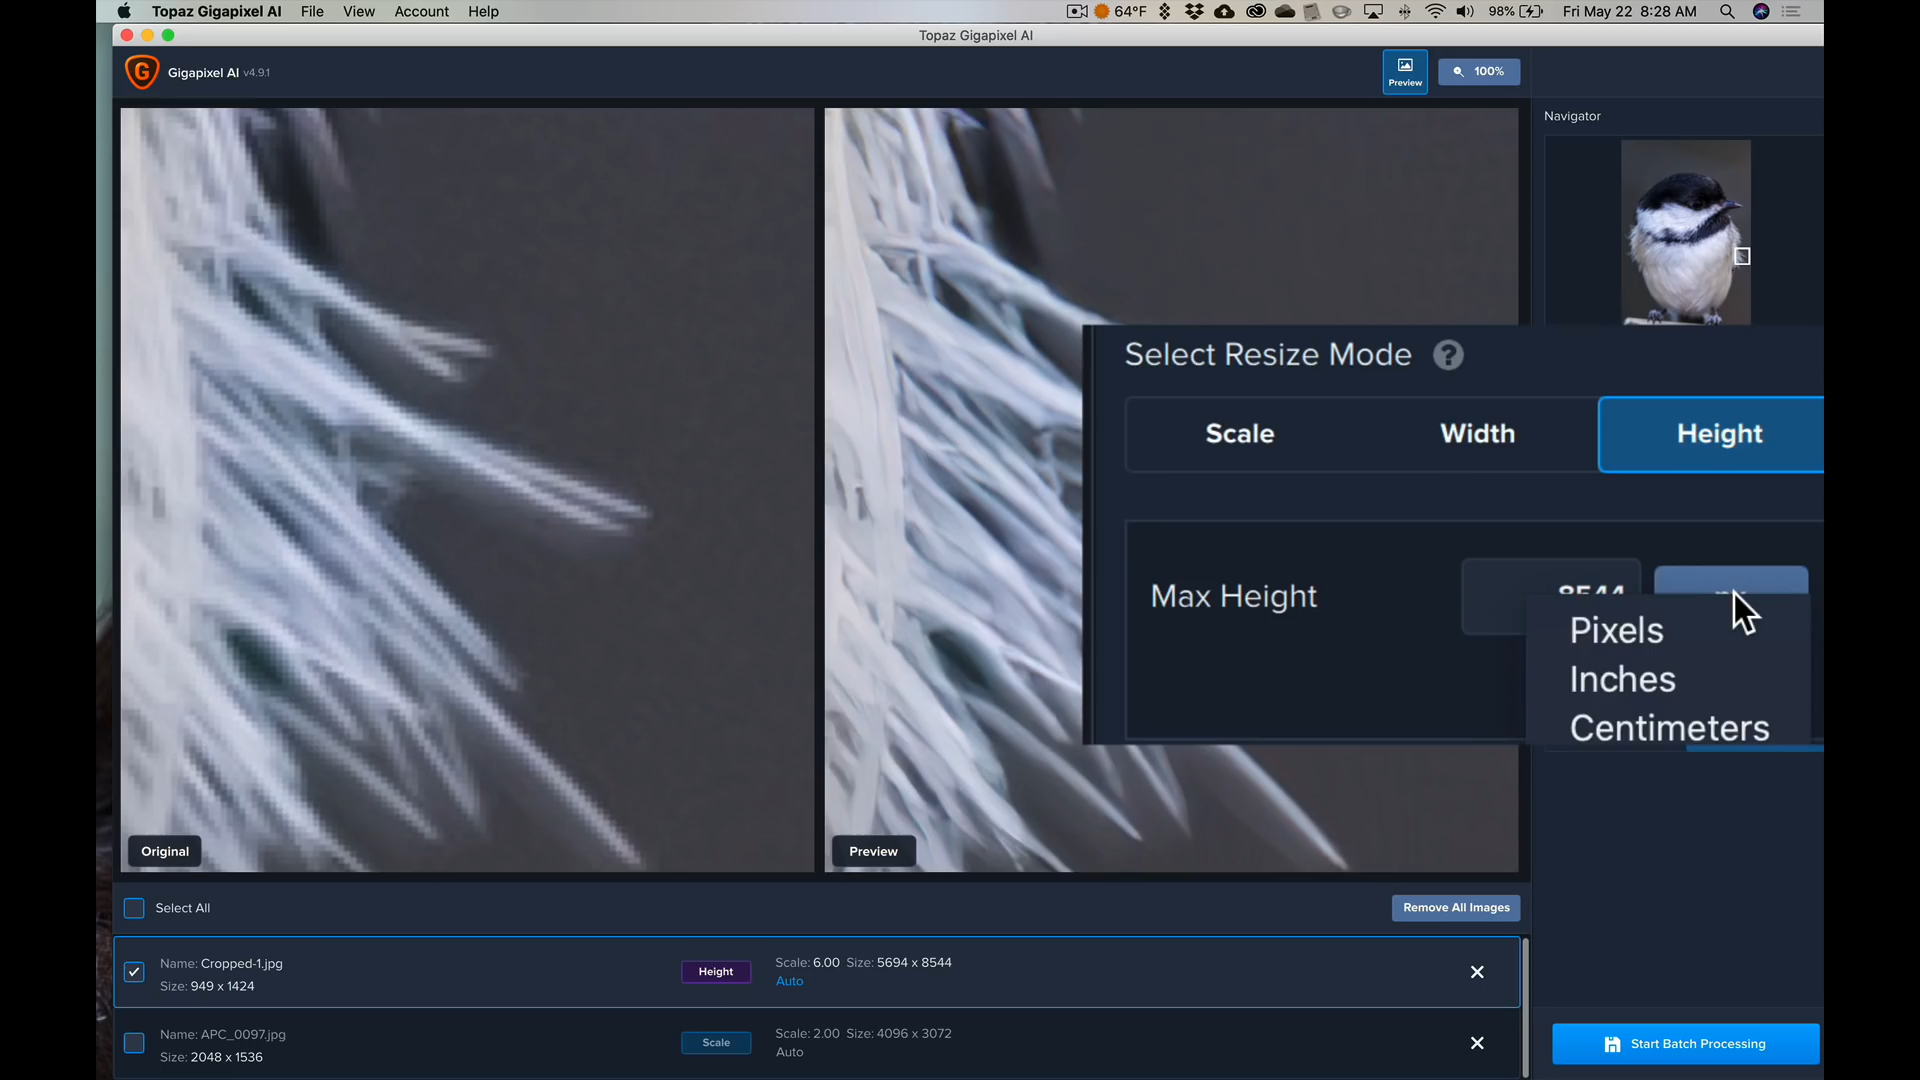 Topaz Gigapixel AI File View Account Help 64°F 98% Fri May 22 8:28 AM
Topaz Gigapixel AI
G Gigapixel AI v4.9.1 Preview 100%
Navigator
Select Resize Mode ?
Scale Width Height
Max Height 8544
Pixels
Inches
Centimeters
Original Preview
Select All Remove All Images
Name: Cropped-1.jpg Height Scale: 6.00 Size: 5694 x 8544
Size: 949 x 1424 Auto
Name: APC_0097.jpg Scale Scale: 2.00 Size: 4096 x 3072
Size: 2048 x 1536 Auto
Start Batch Processing